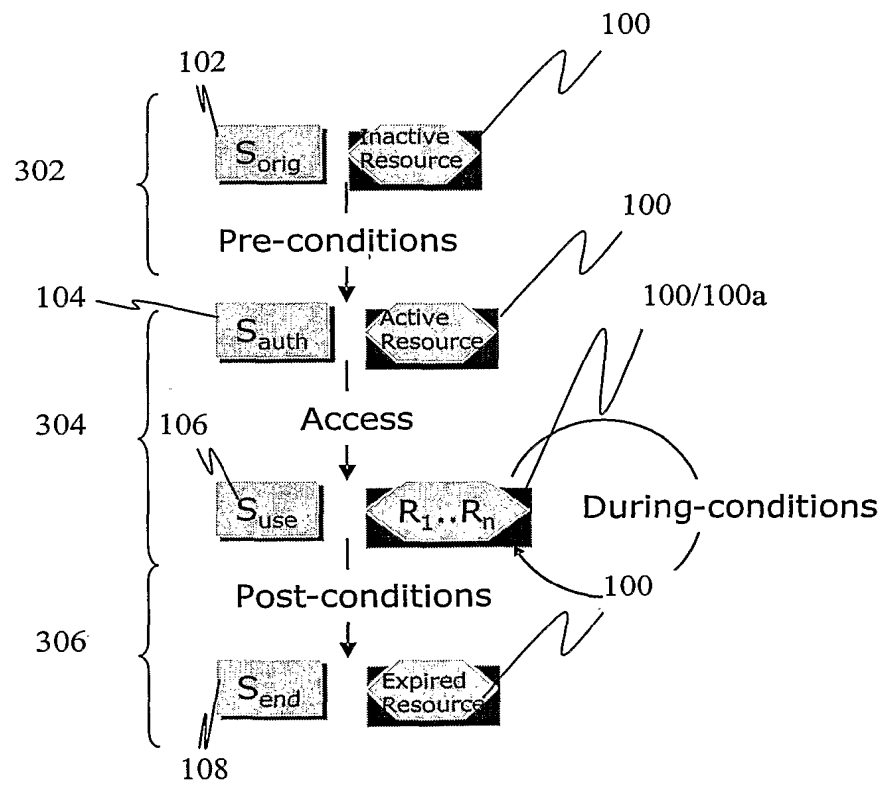 100
102
S_orig
Inactive
Resource
302
Pre-conditions
100
104
S_auth
Active
Resource
100/100a
304
Access
106
S_use
R_1..R_n
During-conditions
Post-conditions
100
306
S_end
Expired
Resource
108